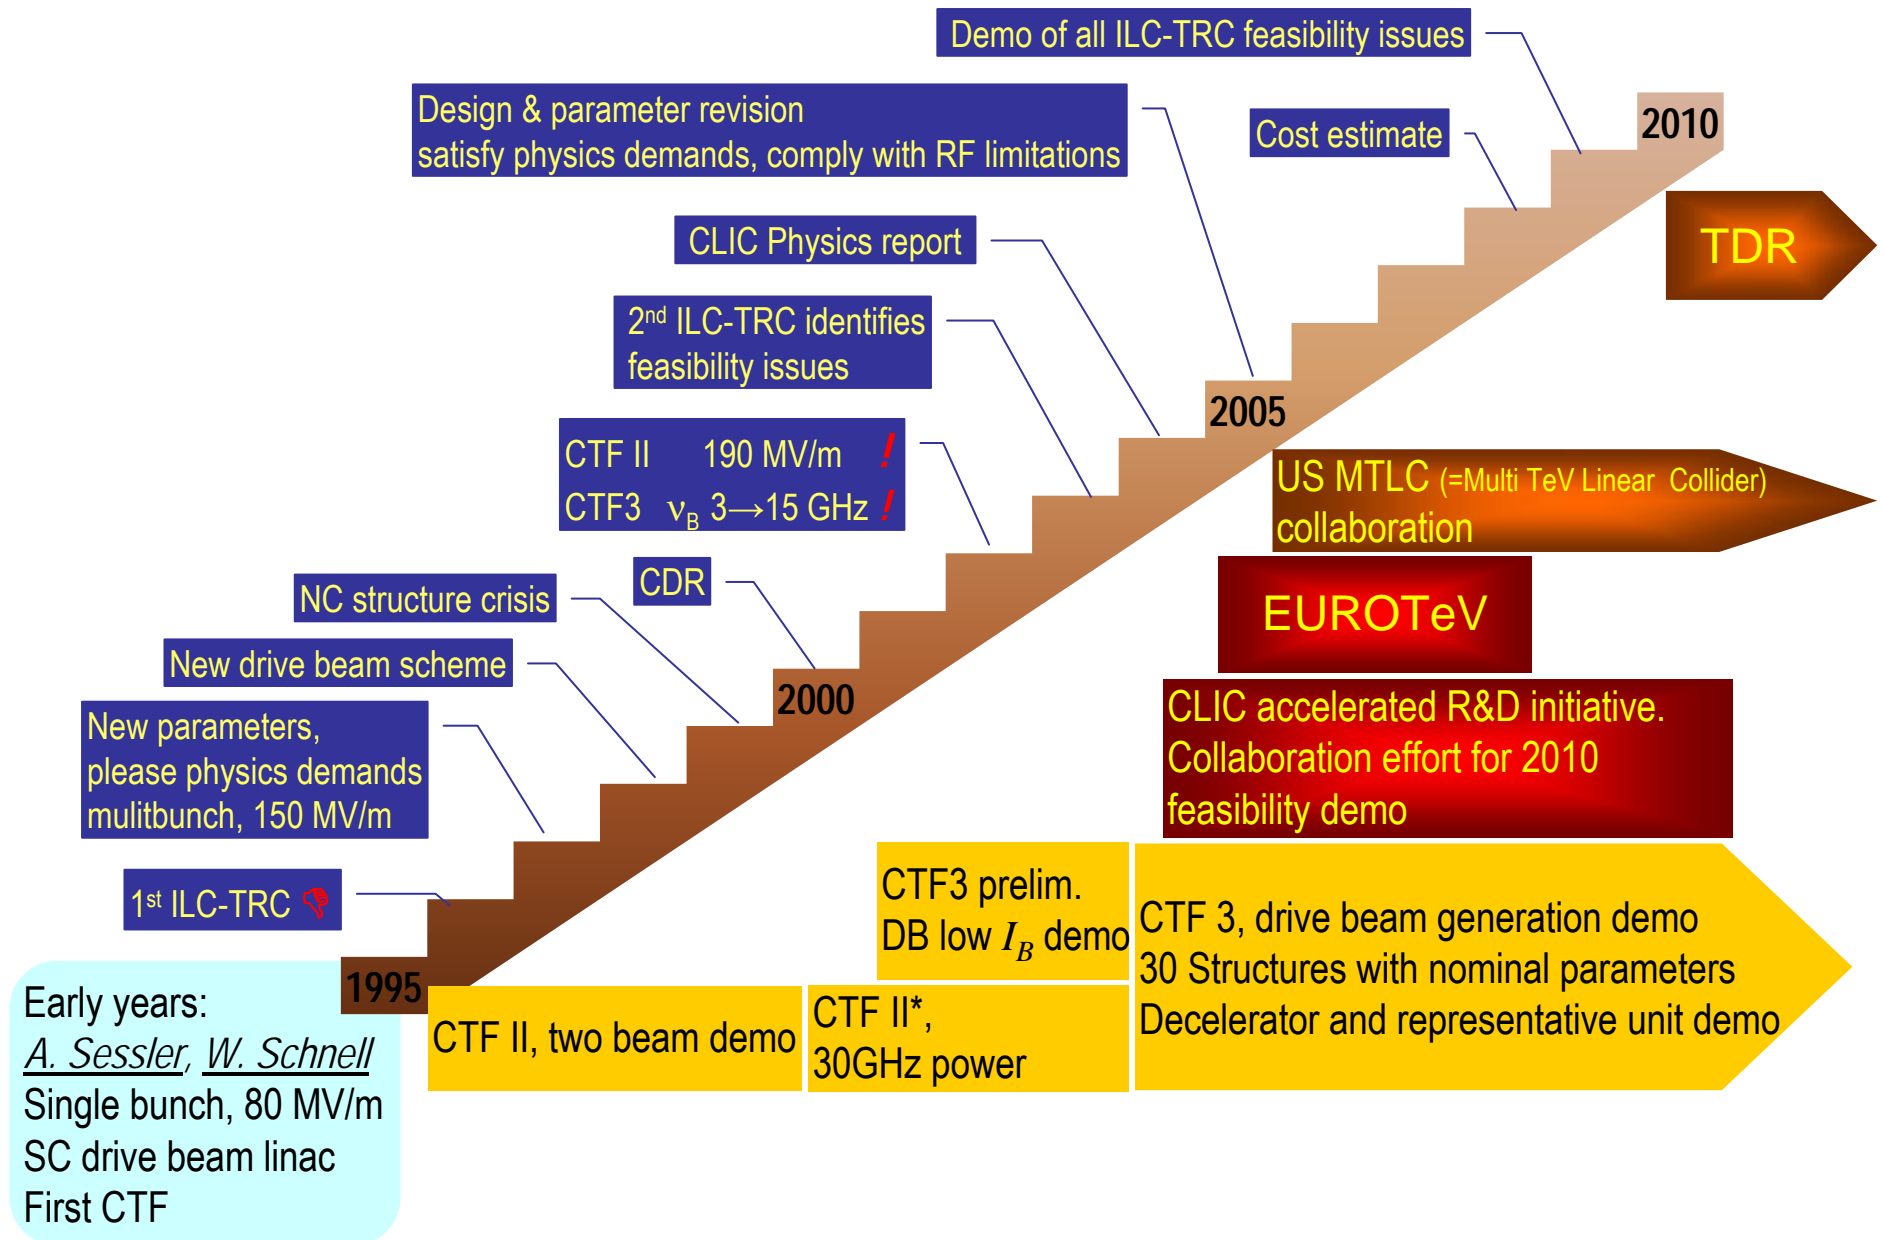 Demo of all ILC-TRC feasibility issues
Design & parameter revision
satisfy physics demands, comply with RF limitations
Cost estimate
2010
TDR
CLIC Physics report
2nd ILC-TRC identifies
feasibility issues
2005
CTF II 190 MV/m !
CTF3 νB 3→15 GHz !
US MTLC (=Multi TeV Linear Collider)
collaboration
CDR
NC structure crisis
EUROTeV
New drive beam scheme
2000
CLIC accelerated R&D initiative.
Collaboration effort for 2010
feasibility demo
New parameters,
please physics demands
mulitbunch, 150 MV/m
1st ILC-TRC 👎
CTF3 prelim.
DB low IB demo
CTF 3, drive beam generation demo
30 Structures with nominal parameters
Decelerator and representative unit demo
1995
CTF II, two beam demo
CTF II*,
30GHz power
Early years:
A. Sessler, W. Schnell
Single bunch, 80 MV/m
SC drive beam linac
First CTF